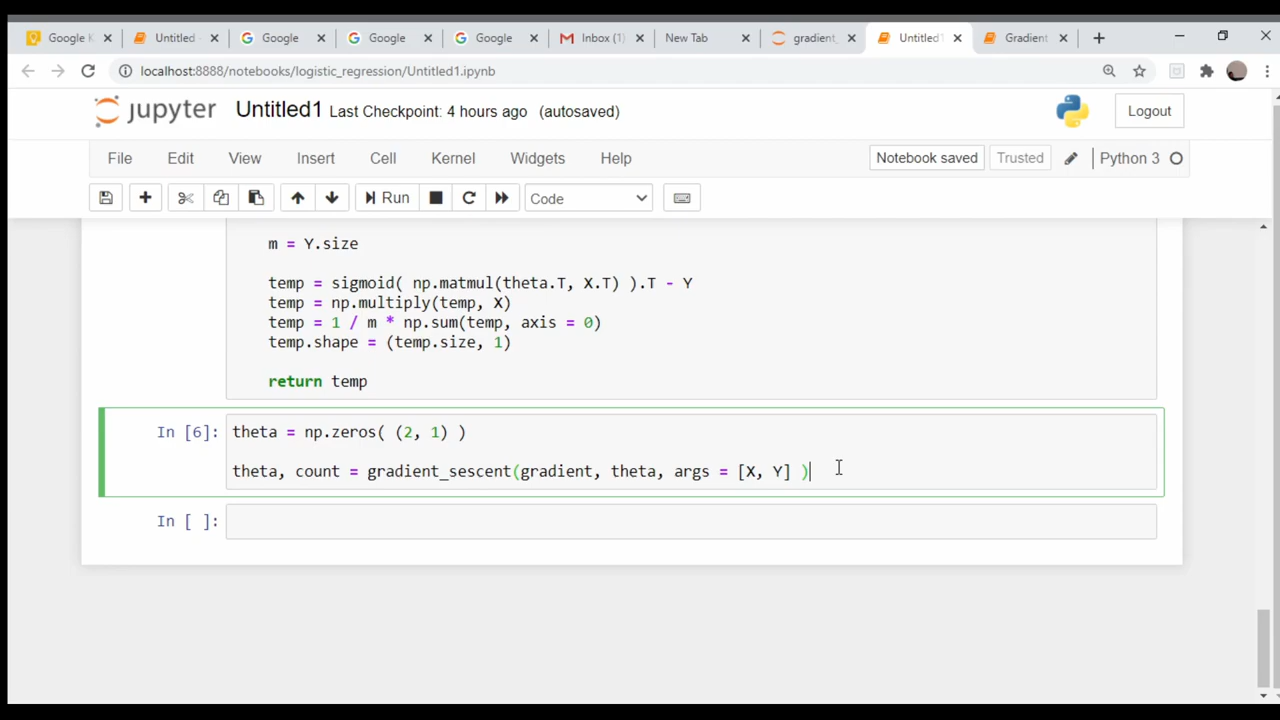 Google K
Untitled
Google
Google
Google
Inbox (1)
New Tab
gradient_
Untitled1
Gradient
localhost:8888/notebooks/logistic_regression/Untitled1.ipynb
jupyter Untitled1 Last Checkpoint: 4 hours ago (autosaved)
Logout
File Edit View Insert Cell Kernel Widgets Help
Notebook saved Trusted Python 3
Run Code
m = Y.size
temp = sigmoid( np.matmul(theta.T, X.T) ).T - Y
temp = np.multiply(temp, X)
temp = 1 / m * np.sum(temp, axis = 0)
temp.shape = (temp.size, 1)
return temp
In [6]: theta = np.zeros( (2, 1) )
theta, count = gradient_sescent(gradient, theta, args = [X, Y] )
In [ ]: